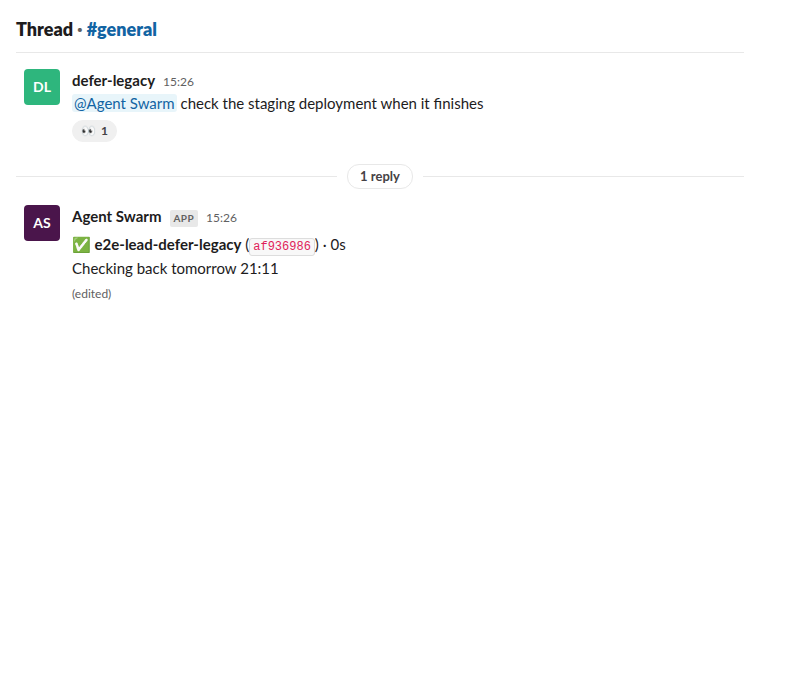 Thread • #general
DL
defer-legacy 15:26
@Agent Swarm check the staging deployment when it finishes
👀 1
1 reply
AS
Agent Swarm APP 15:26
✅ e2e-lead-defer-legacy (af936986) · 0s
Checking back tomorrow 21:11
(edited)